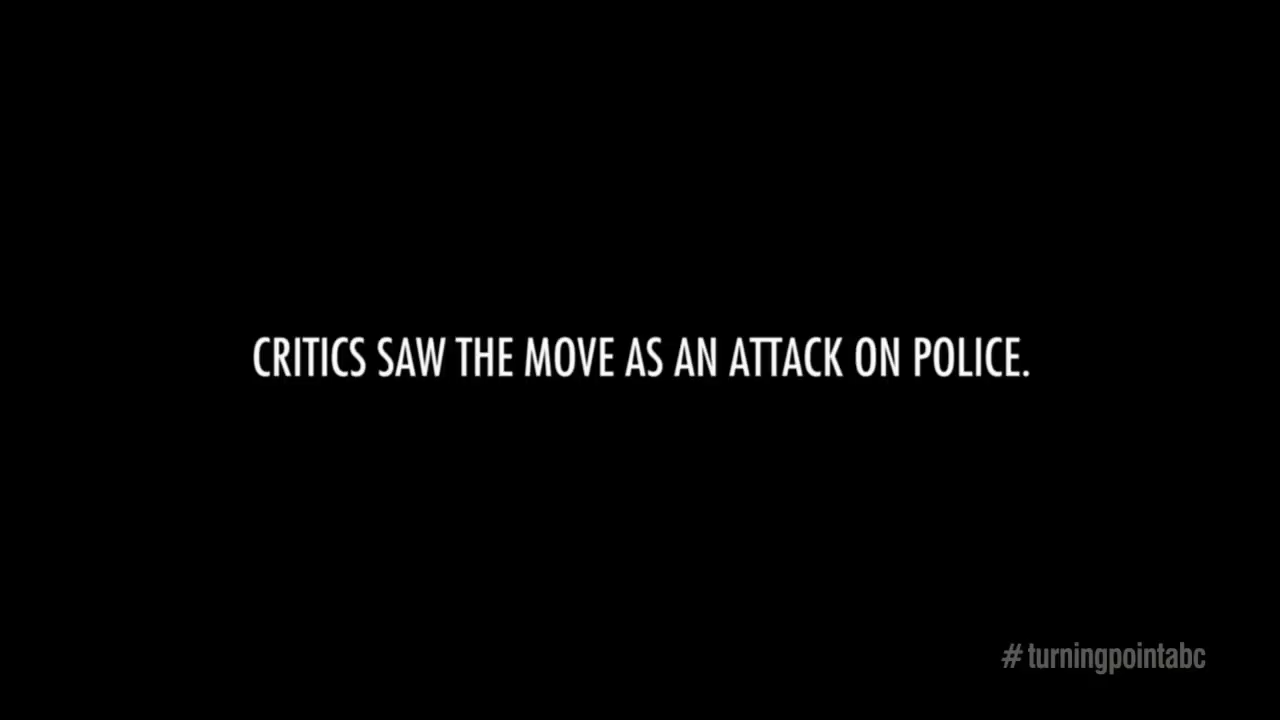 CRITICS SAW THE MOVE AS AN ATTACK ON POLICE.
# turningpointabc